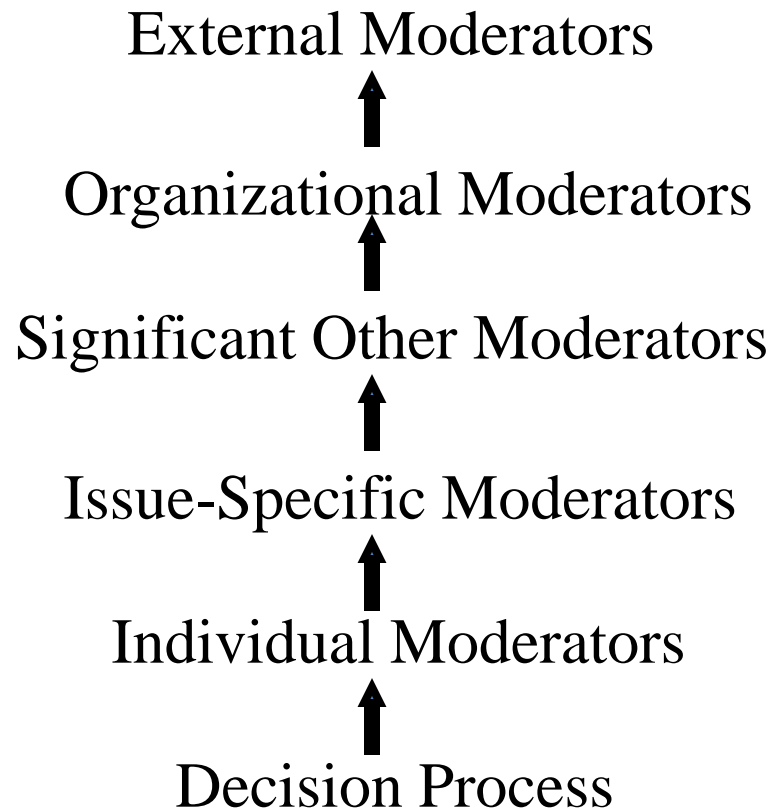 External Moderators
Organizational Moderators
Significant Other Moderators
Issue-Specific Moderators
Individual Moderators
Decision Process